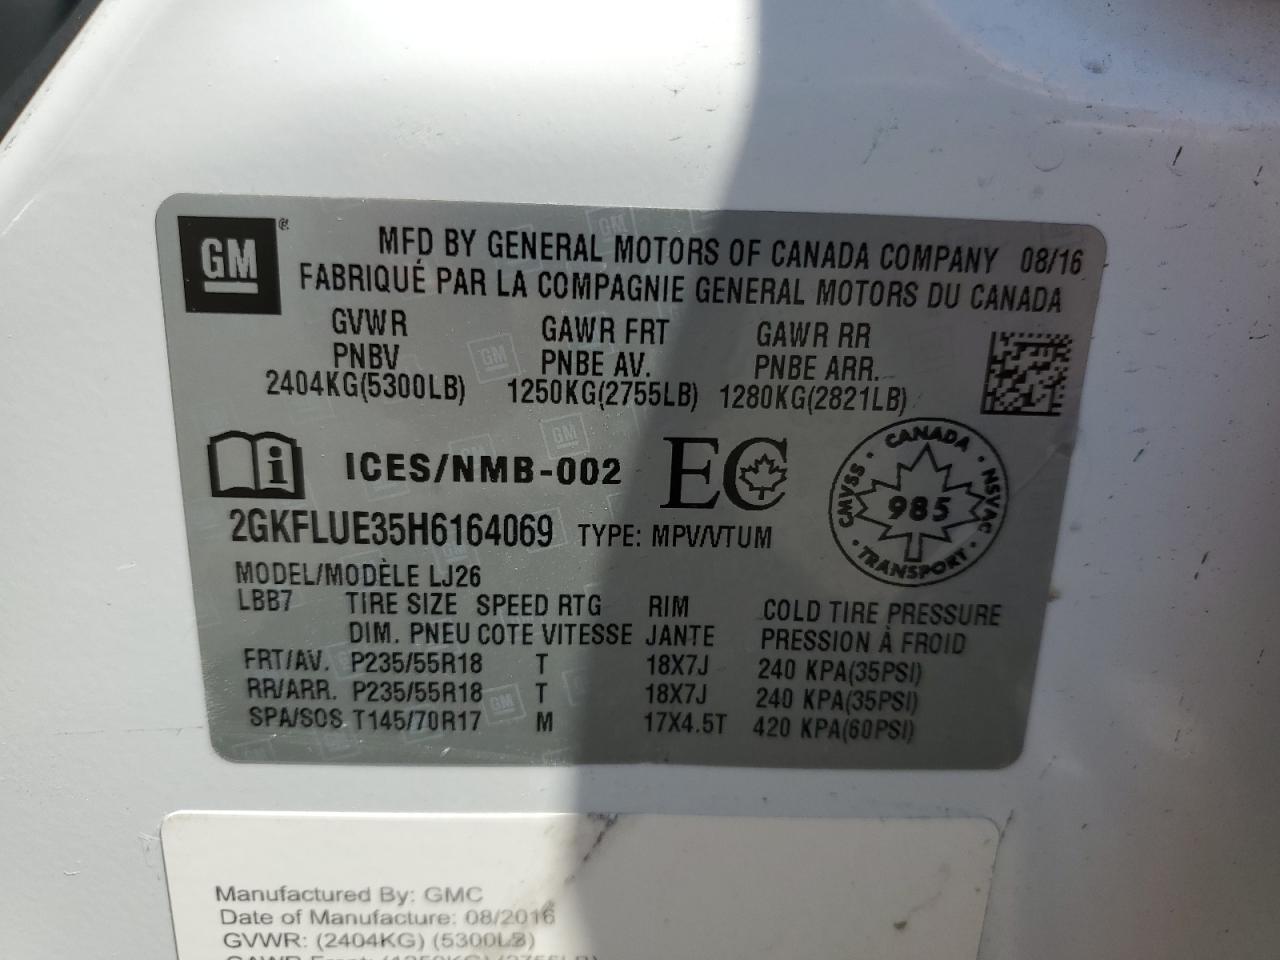 GM
MFD BY GENERAL MOTORS OF CANADA COMPANY 08/16
FABRIQUÉ PAR LA COMPAGNIE GENERAL MOTORS DU CANADA
GVWR GAWR FRT GAWR RR
PNBV PNBE AV. PNBE ARR.
2404KG(5300LB) 1250KG(2755LB) 1280KG(2821LB)
i ICES/NMB-002 EC
CANADA CMVSS NSVAC 985 TRANSPORT
2GKFLUE35H6164069 TYPE: MPV/VTUM
MODEL/MODÈLE LJ26
LBB7 TIRE SIZE SPEED RTG RIM COLD TIRE PRESSURE
DIM. PNEU COTE VITESSE JANTE PRESSION À FROID
FRT/AV. P235/55R18 T 18X7J 240 KPA(35PSI)
RR/ARR. P235/55R18 T 18X7J 240 KPA(35PSI)
SPA/SOS T145/70R17 M 17X4.5T 420 KPA(60PSI)
Manufactured By: GMC
Date of Manufacture: 08/2016
GVWR: (2404KG) (5300LB)
GAWR Front: (1250KG) (2755LB)